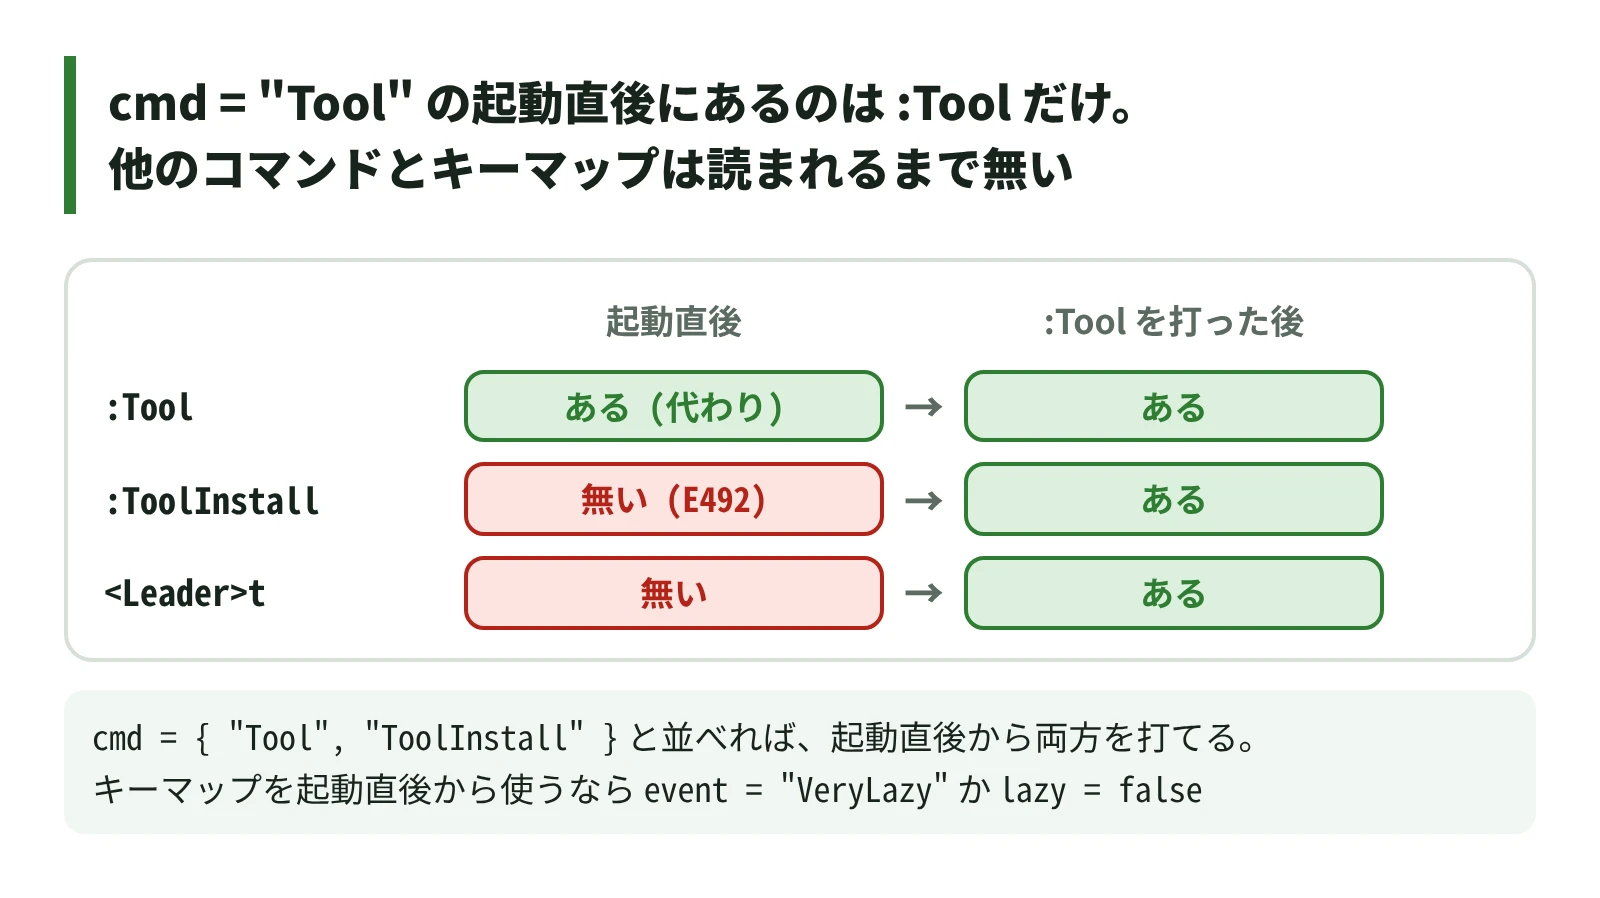 cmd = "Tool" の起動直後にあるのは :Tool だけ。
他のコマンドとキーマップは読まれるまで無い
起動直後
:Tool を打った後
:Tool
ある（代わり）
→
ある
:ToolInstall
無い（E492）
→
ある
<Leader>t
無い
→
ある
cmd = { "Tool", "ToolInstall" } と並べれば、起動直後から両方を打てる。
キーマップを起動直後から使うなら event = "VeryLazy" か lazy = false